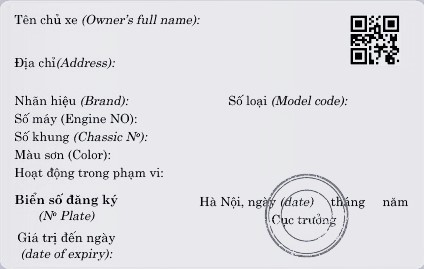 Tên chủ xe (Owner's full name):
Địa chỉ(Address):
Nhãn hiệu (Brand): Số loại (Model code):
Số máy (Engine NO):
Số khung (Chassic Nº):
Màu sơn (Color):
Hoạt động trong phạm vi:
Biển số đăng ký Hà Nội, ngày (date) tháng năm
(Nº Plate) Cục trưởng
Giá trị đến ngày
(date of expiry):